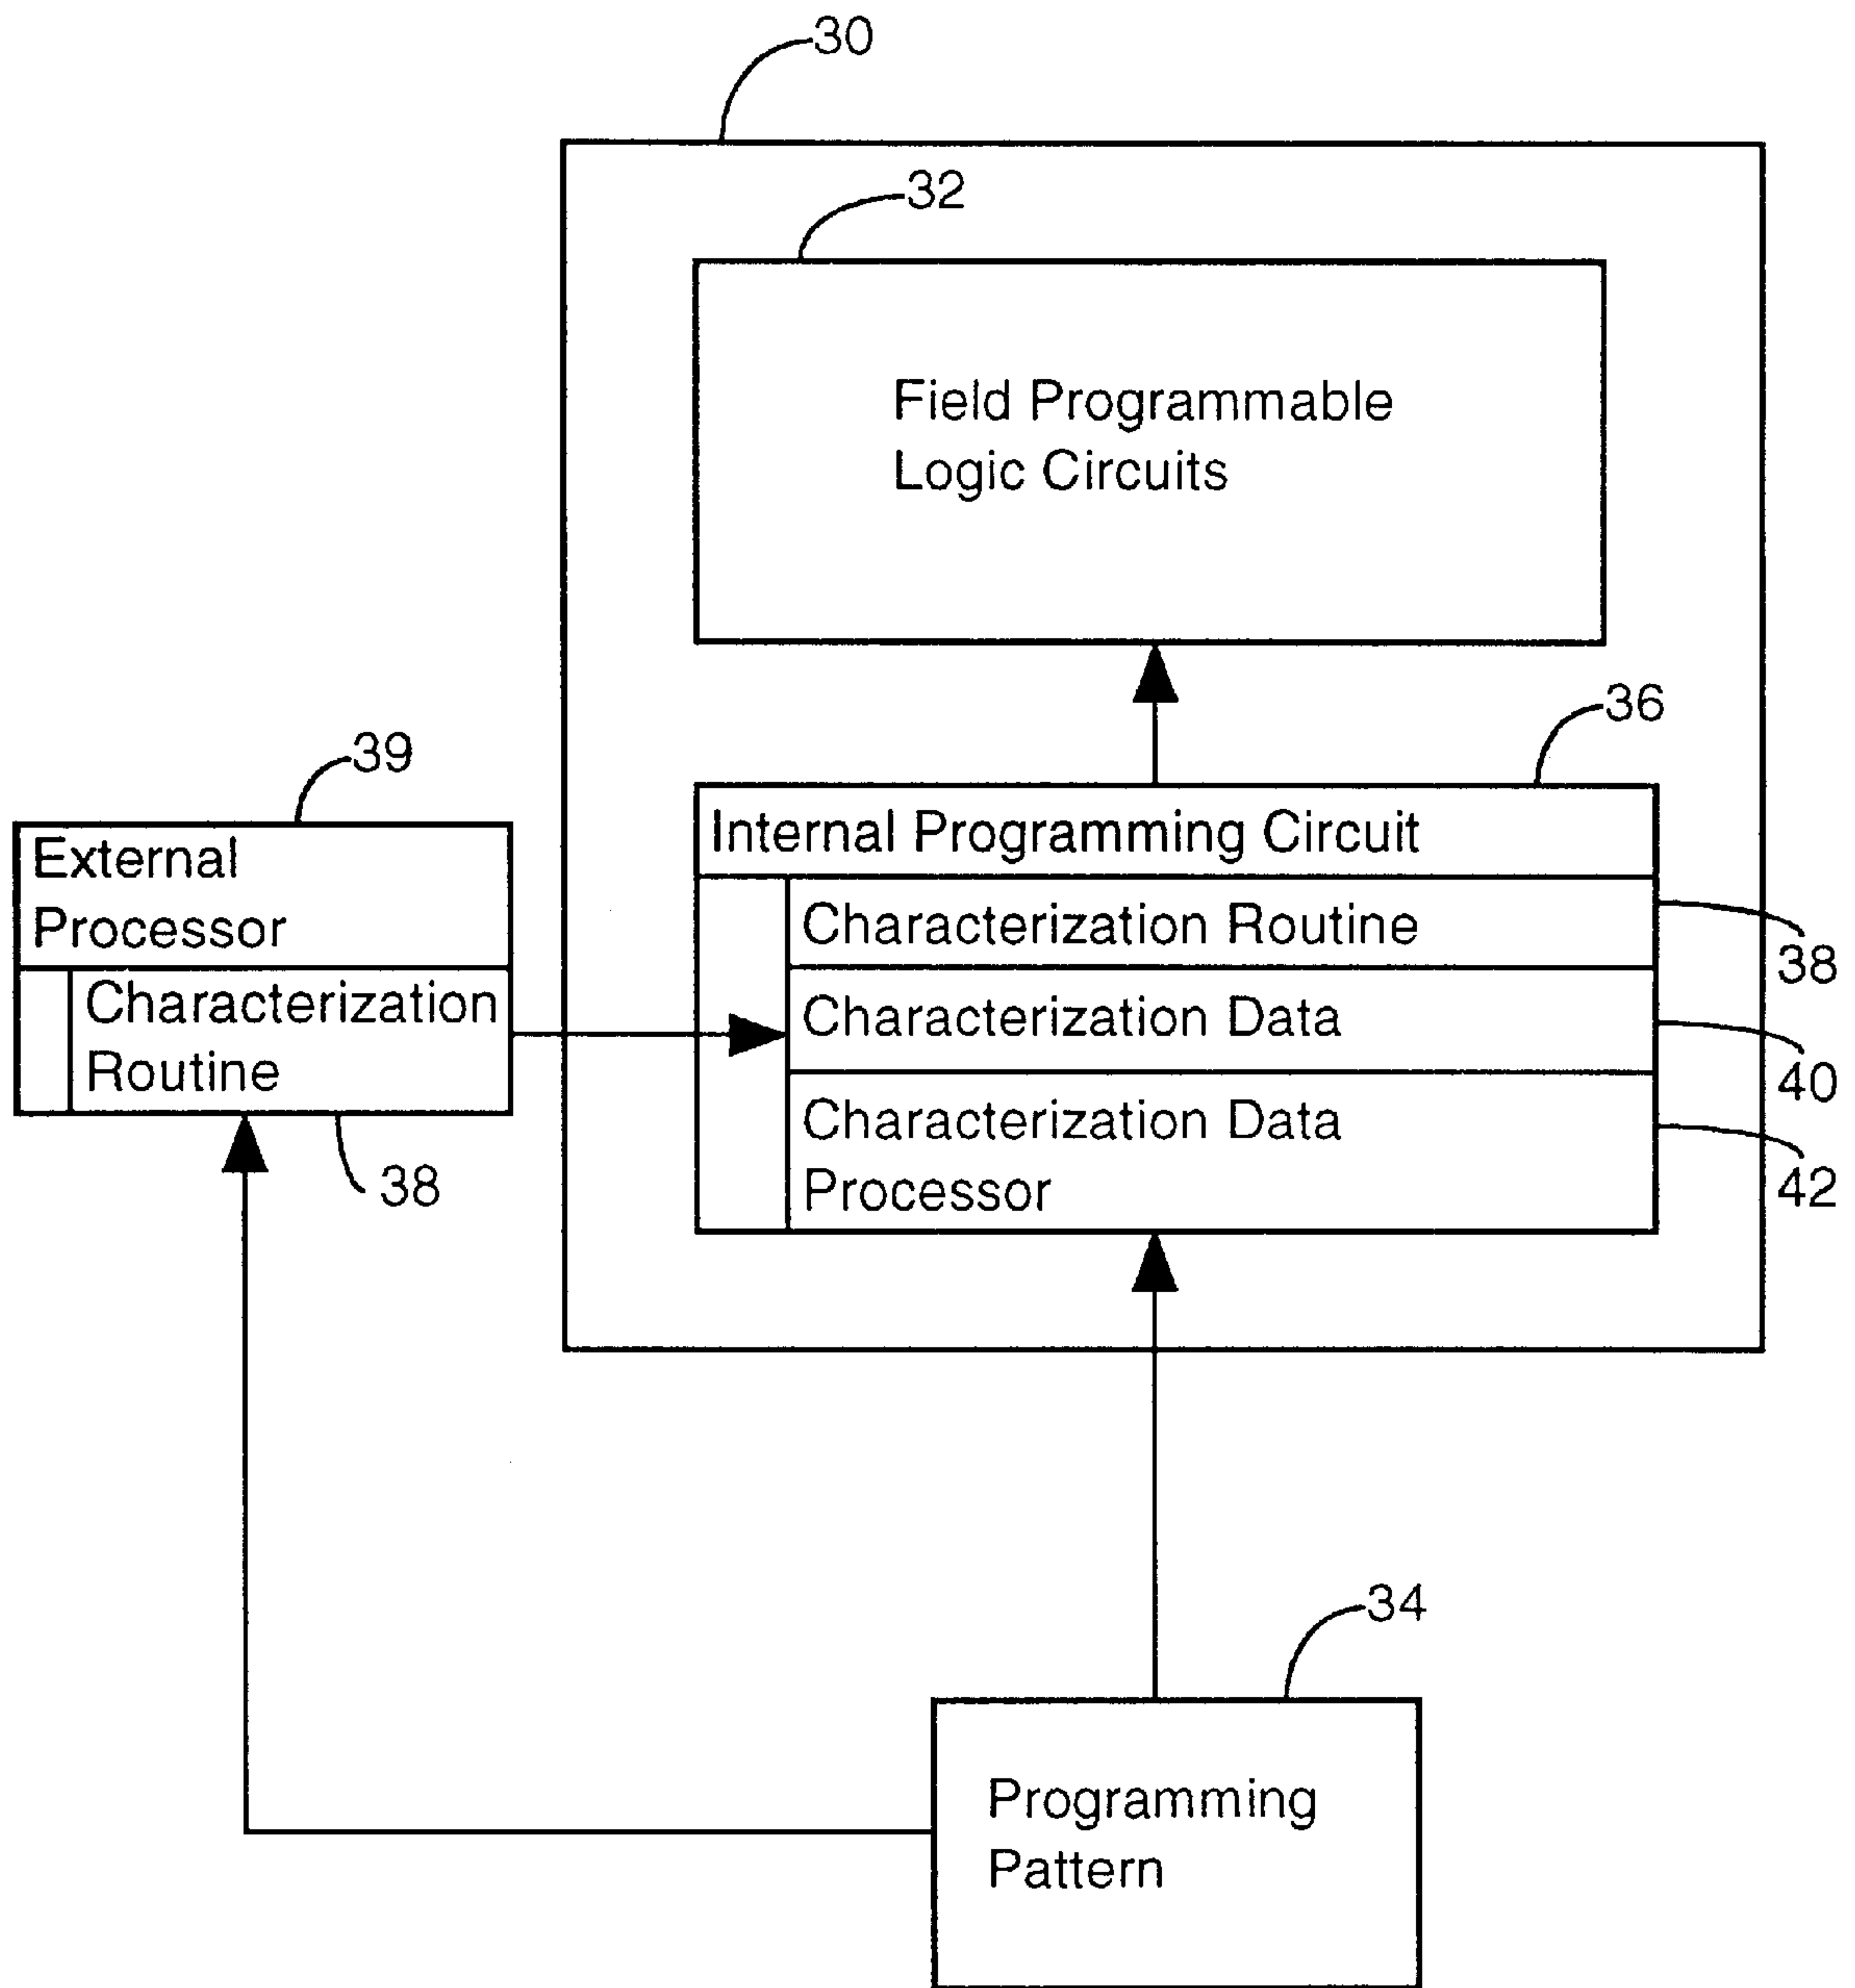 30
32
Field Programmable
Logic Circuits
36
39
Internal Programming Circuit
External
Processor
Characterization Routine
38
Characterization
Routine
Characterization Data
40
38
Characterization Data
Processor
42
34
Programming
Pattern